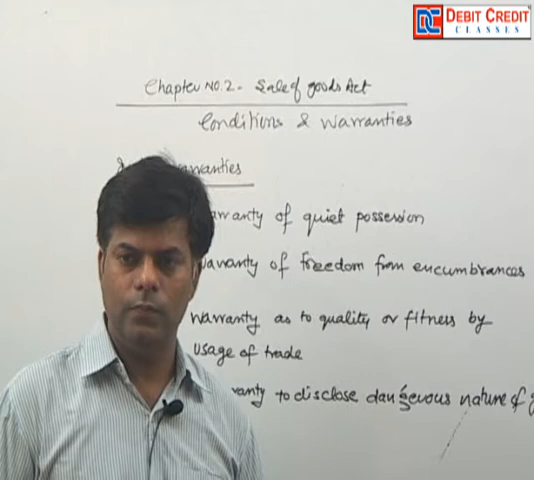 DEBIT CREDIT
CLASSES
Chapter No.2 - Sale of goods Act
Conditions & Warranties
warranties
warranty of quiet possession
warranty of freedom from encumbrances
warranty as to quality or fitness by
usage of trade
to disclose dangerous nature of